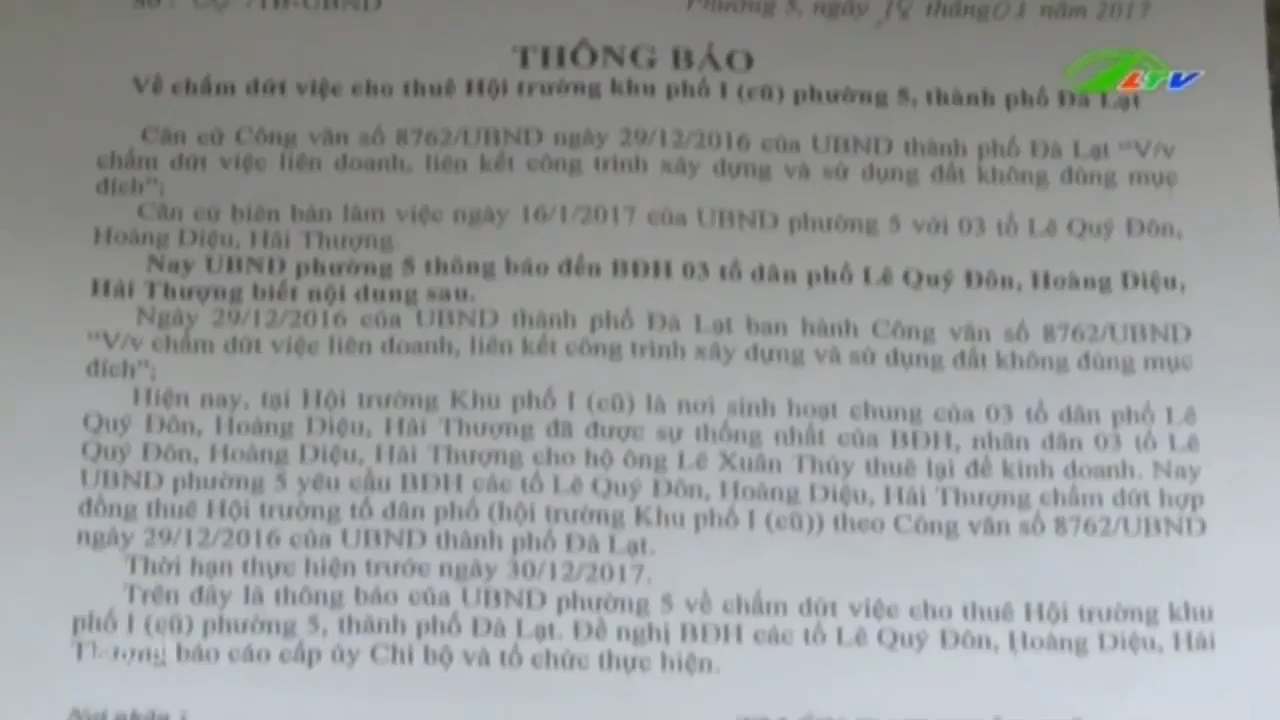 /TB-UBND
Phường 5, ngày tháng 01 năm 2017
THÔNG BÁO
LTV
Về chấm dứt việc cho thuê Hội trường khu phố I (cũ) phường 5, thành phố Đà Lạt
Căn cứ Công văn số 8762/UBND ngày 29/12/2016 của UBND thành phố Đà Lạt “V/v
chấm dứt việc liên doanh, liên kết công trình xây dựng và sử dụng đất không đúng mục
đích”;
Căn cứ biên bản làm việc ngày 16/1/2017 của UBND phường 5 với 03 tổ Lê Quý Đôn,
Hoàng Diệu, Hải Thượng.
Nay UBND phường 5 thông báo đến BĐH 03 tổ dân phố Lê Quý Đôn, Hoàng Diệu,
Hải Thượng biết nội dung sau.
Ngày 29/12/2016 của UBND thành phố Đà Lạt ban hành Công văn số 8762/UBND
“V/v chấm dứt việc liên doanh, liên kết công trình xây dựng và sử dụng đất không đúng mục
đích”;
Hiện nay, tại Hội trường Khu phố I (cũ) là nơi sinh hoạt chung của 03 tổ dân phố Lê
Quý Đôn, Hoàng Diệu, Hải Thượng đã được sự thống nhất của BĐH, nhân dân 03 tổ Lê
Quý Đôn, Hoàng Diệu, Hải Thượng cho hộ ông Lê Xuân Thủy thuê lại để kinh doanh. Nay
UBND phường 5 yêu cầu BĐH các tổ Lê Quý Đôn, Hoàng Diệu, Hải Thượng chấm dứt hợp
đồng thuê Hội trường tổ dân phố (hội trường Khu phố I (cũ)) theo Công văn số 8762/UBND
ngày 29/12/2016 của UBND thành phố Đà Lạt.
Thời hạn thực hiện trước ngày 30/12/2017.
Trên đây là thông báo của UBND phường 5 về chấm dứt việc cho thuê Hội trường khu
phố I (cũ) phường 5, thành phố Đà Lạt. Đề nghị BĐH các tổ Lê Quý Đôn, Hoàng Diệu, Hải
Thượng báo cáo cấp ủy Chi bộ và tổ chức thực hiện.
Nơi nhận :